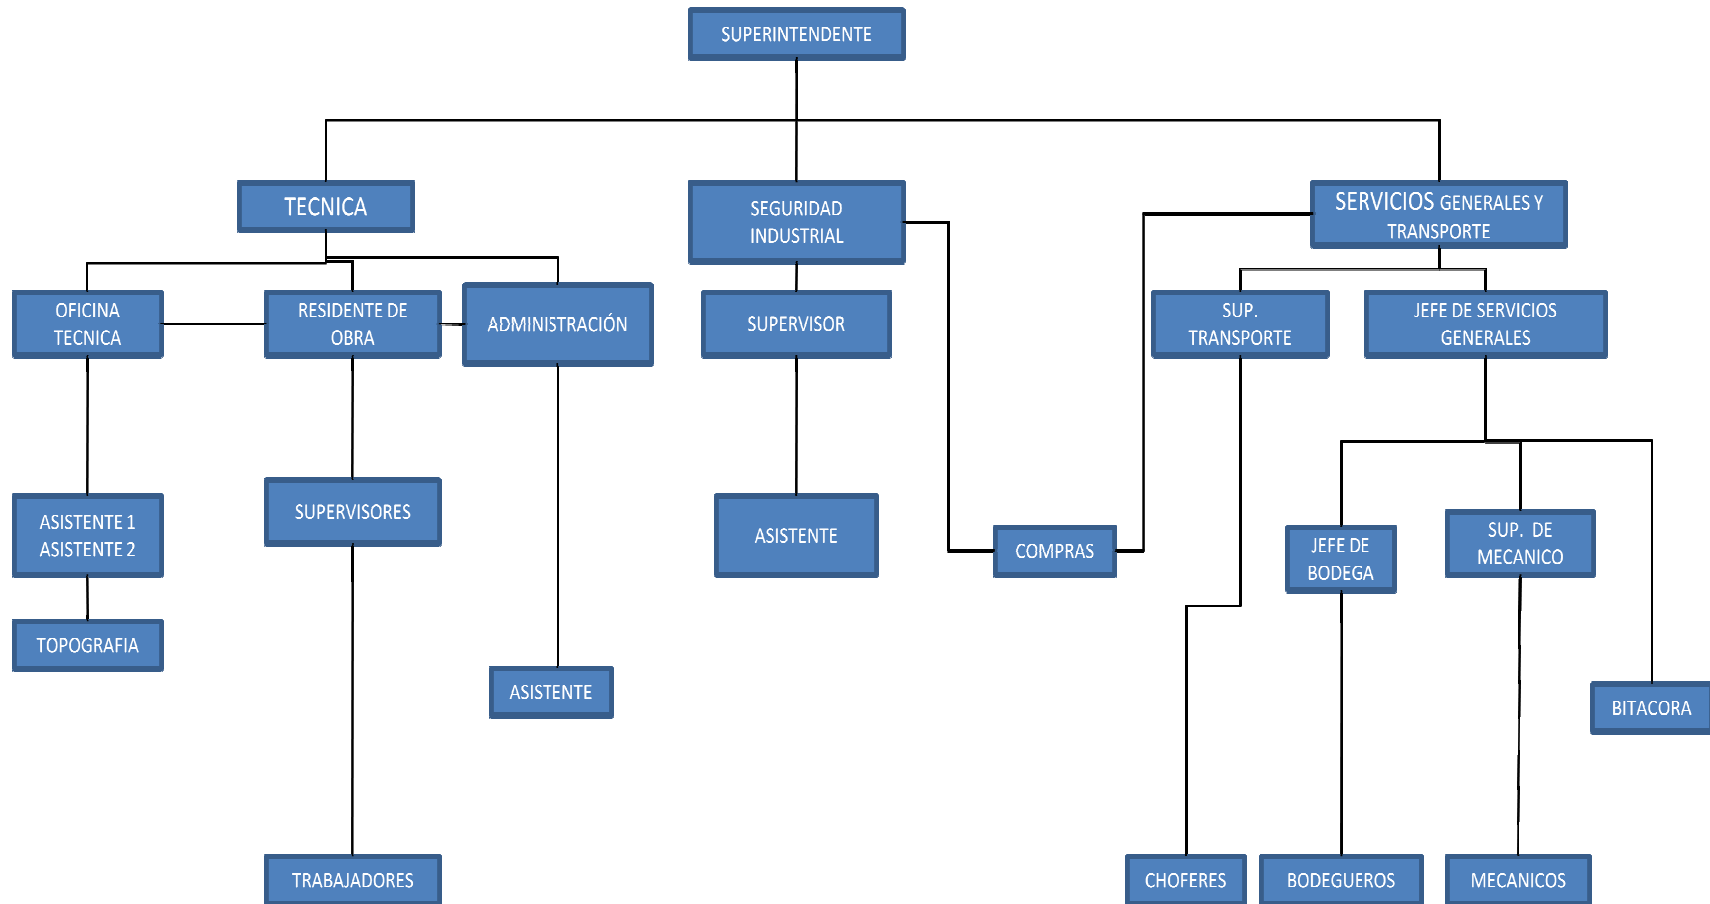 SUPERINTENDENTE
TECNICA
SEGURIDAD
INDUSTRIAL
SERVICIOS GENERALES Y
TRANSPORTE
OFICINA
TECNICA
RESIDENTE DE
OBRA
ADMINISTRACIÓN
SUPERVISOR
SUP.
TRANSPORTE
JEFE DE SERVICIOS
GENERALES
ASISTENTE 1
ASISTENTE 2
SUPERVISORES
ASISTENTE
COMPRAS
JEFE DE
BODEGA
SUP. DE
MECANICO
TOPOGRAFIA
ASISTENTE
BITACORA
TRABAJADORES
CHOFERES
BODEGUEROS
MECANICOS